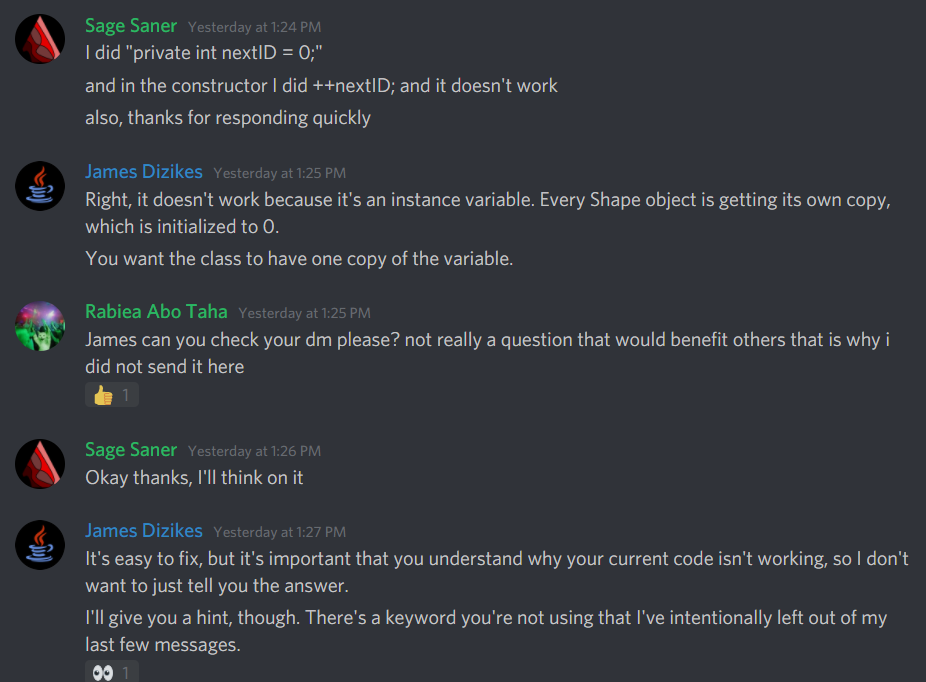 Sage Saner Yesterday at 1:24 PM
I did "private int nextID = 0;"
and in the constructor I did ++nextID; and it doesn't work
also, thanks for responding quickly
James Dizikes Yesterday at 1:25 PM
Right, it doesn't work because it's an instance variable. Every Shape object is getting its own copy,
which is initialized to 0.
You want the class to have one copy of the variable.
Rabiea Abo Taha Yesterday at 1:25 PM
James can you check your dm please? not really a question that would benefit others that is why i
did not send it here
👍 1
Sage Saner Yesterday at 1:26 PM
Okay thanks, I'll think on it
James Dizikes Yesterday at 1:27 PM
It's easy to fix, but it's important that you understand why your current code isn't working, so I don't
want to just tell you the answer.
I'll give you a hint, though. There's a keyword you're not using that I've intentionally left out of my
last few messages.
👀 1